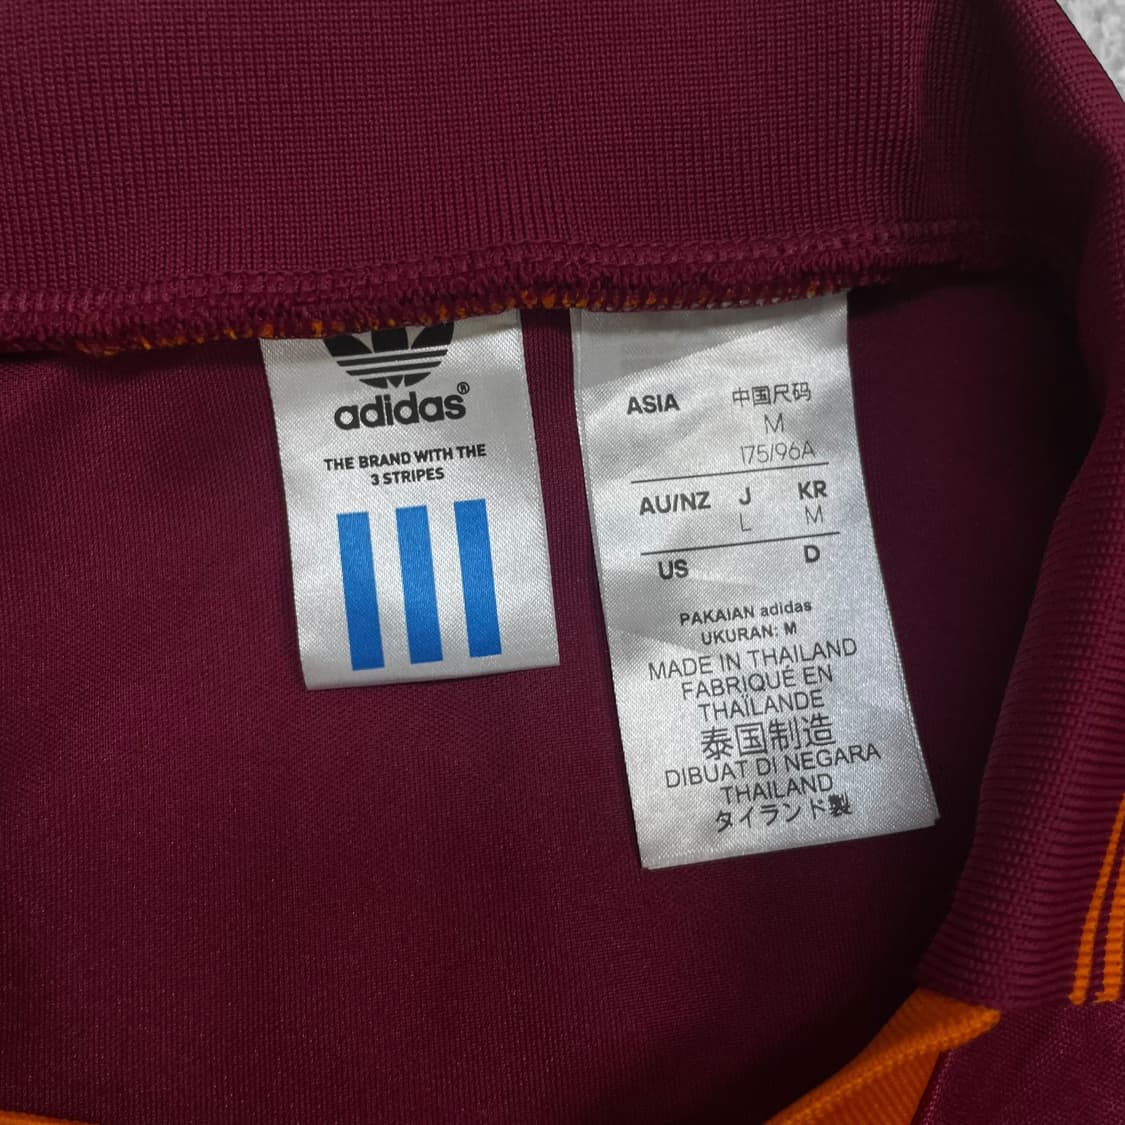 adidas®
THE BRAND WITH THE
3 STRIPES
ASIA 中国尺码
M
175/96A
AU/NZ J KR
L M
US D
PAKAIAN adidas
UKURAN: M
MADE IN THAILAND
FABRIQUÉ EN
THAÏLANDE
泰国制造
DIBUAT DI NEGARA
THAILAND
タイランド製